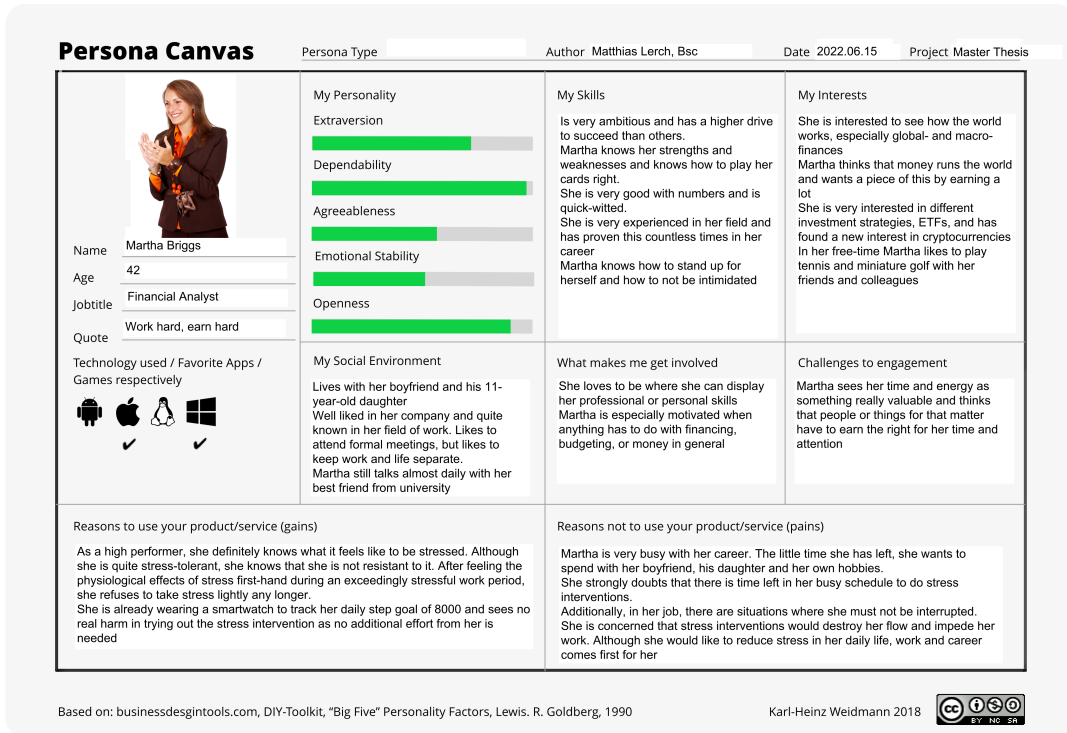 Persona Canvas
Persona Type
Author Matthias Lerch, Bsc
Date 2022.06.15
Project Master Thesis
Name Martha Briggs
Age 42
Jobtitle Financial Analyst
Quote Work hard, earn hard
Technology used / Favorite Apps /
Games respectively
My Personality
Extraversion
Dependability
Agreeableness
Emotional Stability
Openness
My Skills
Is very ambitious and has a higher drive
to succeed than others.
Martha knows her strengths and
weaknesses and knows how to play her
cards right.
She is very good with numbers and is
quick-witted.
She is very experienced in her field and
has proven this countless times in her
career
Martha knows how to stand up for
herself and how to not be intimidated
My Interests
She is interested to see how the world
works, especially global- and macro-
finances
Martha thinks that money runs the world
and wants a piece of this by earning a
lot
She is very interested in different
investment strategies, ETFs, and has
found a new interest in cryptocurrencies
In her free-time Martha likes to play
tennis and miniature golf with her
friends and colleagues
My Social Environment
Lives with her boyfriend and his 11-
year-old daughter
Well liked in her company and quite
known in her field of work. Likes to
attend formal meetings, but likes to
keep work and life separate.
Martha still talks almost daily with her
best friend from university
What makes me get involved
She loves to be where she can display
her professional or personal skills
Martha is especially motivated when
anything has to do with financing,
budgeting, or money in general
Challenges to engagement
Martha sees her time and energy as
something really valuable and thinks
that people or things for that matter
have to earn the right for her time and
attention
Reasons to use your product/service (gains)
As a high performer, she definitely knows what it feels like to be stressed. Although
she is quite stress-tolerant, she knows that she is not resistant to it. After feeling the
physiological effects of stress first-hand during an exceedingly stressful work period,
she refuses to take stress lightly any longer.
She is already wearing a smartwatch to track her daily step goal of 8000 and sees no
real harm in trying out the stress intervention as no additional effort from her is
needed
Reasons not to use your product/service (pains)
Martha is very busy with her career. The little time she has left, she wants to
spend with her boyfriend, his daughter and her own hobbies.
She strongly doubts that there is time left in her busy schedule to do stress
interventions.
Additionally, in her job, there are situations where she must not be interrupted.
She is concerned that stress interventions would destroy her flow and impede her
work. Although she would like to reduce stress in her daily life, work and career
comes first for her
Based on: businessdesgintools.com, DIY-Toolkit, “Big Five” Personality Factors, Lewis. R. Goldberg, 1990
Karl-Heinz Weidmann 2018
cc
BY NC SA